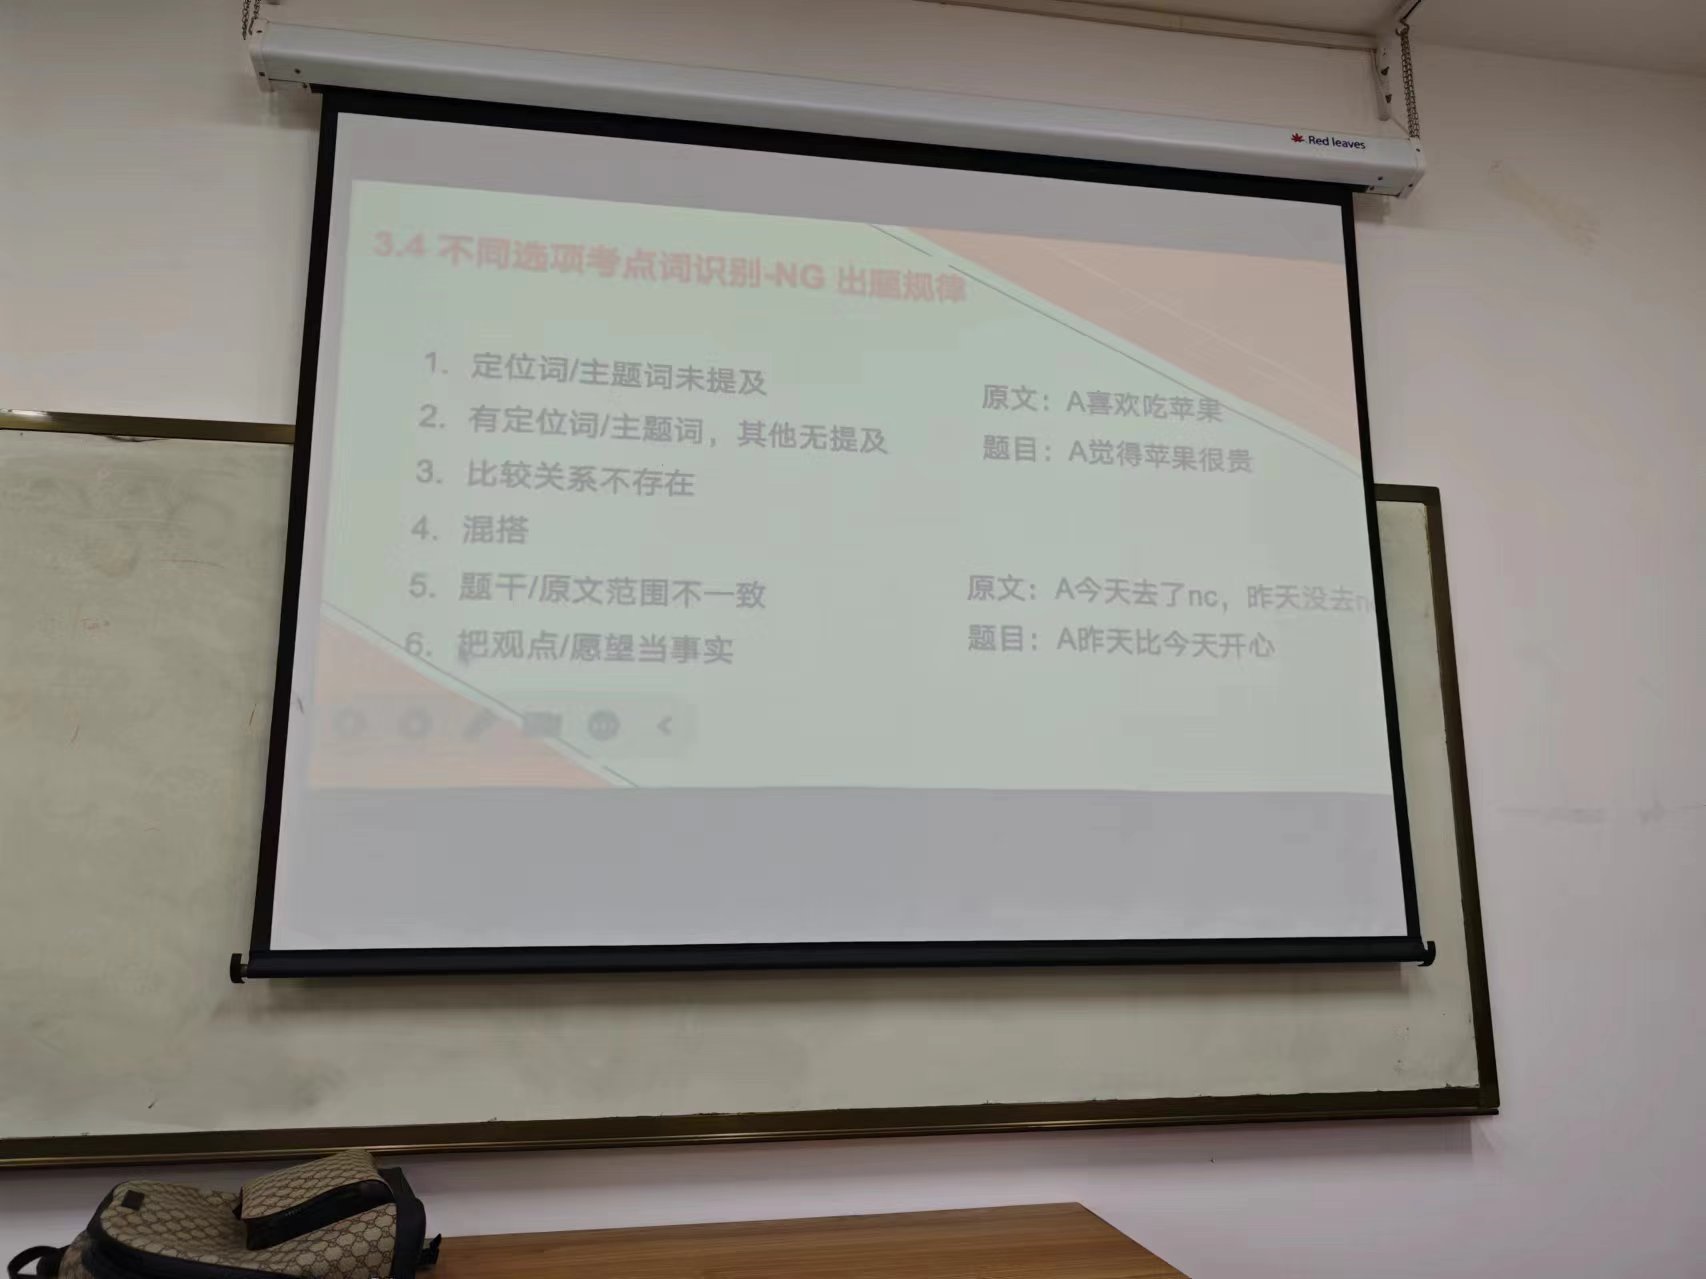 Red leaves
3.4 不同选项考点词识别-NG 出题规律
1. 定位词/主题词未提及
2. 有定位词/主题词，其他无提及
3. 比较关系不存在
4. 混搭
5. 题干/原文范围不一致
6. 把观点/愿望当事实
原文：A喜欢吃苹果
题目：A觉得苹果很贵
原文：A今天去了nc，昨天没去n
题目：A昨天比今天开心